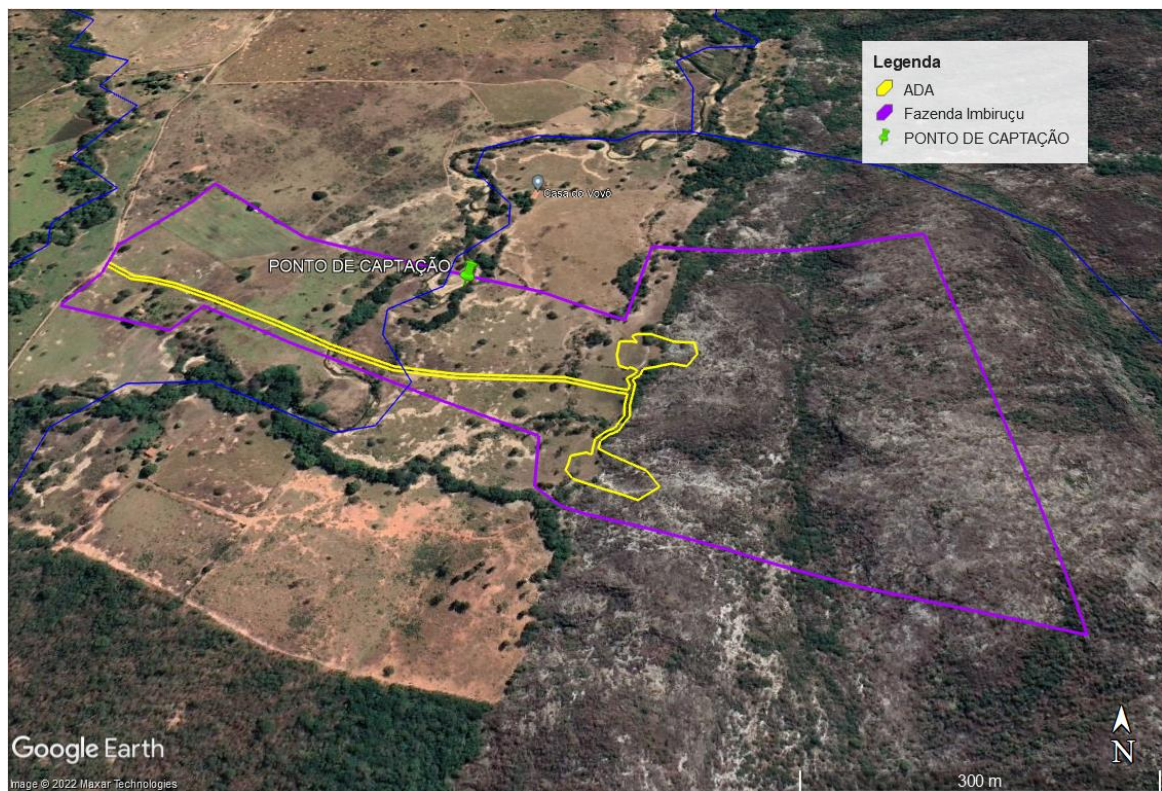 Legenda
ADA
Fazenda Imbiruçu
PONTO DE CAPTAÇÃO
Casa do Vovô
PONTO DE CAPTAÇÃO
Google Earth
Image © 2022 Maxar Technologies
N
300 m